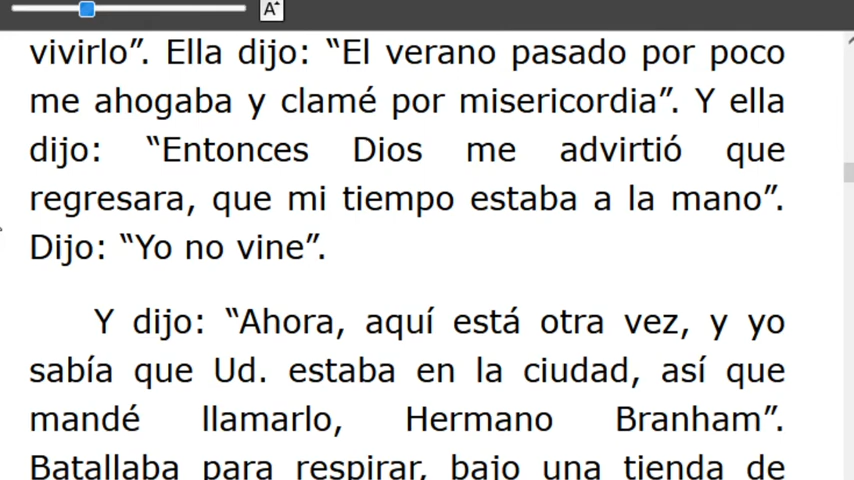 A
vivirlo”. Ella dijo: “El verano pasado por poco
me ahogaba y clamé por misericordia”. Y ella
dijo: “Entonces Dios me advirtió que
regresara, que mi tiempo estaba a la mano”.
Dijo: “Yo no vine”.
Y dijo: “Ahora, aquí está otra vez, y yo
sabía que Ud. estaba en la ciudad, así que
mandé llamarlo, Hermano Branham”.
Batallaba para respirar, bajo una tienda de